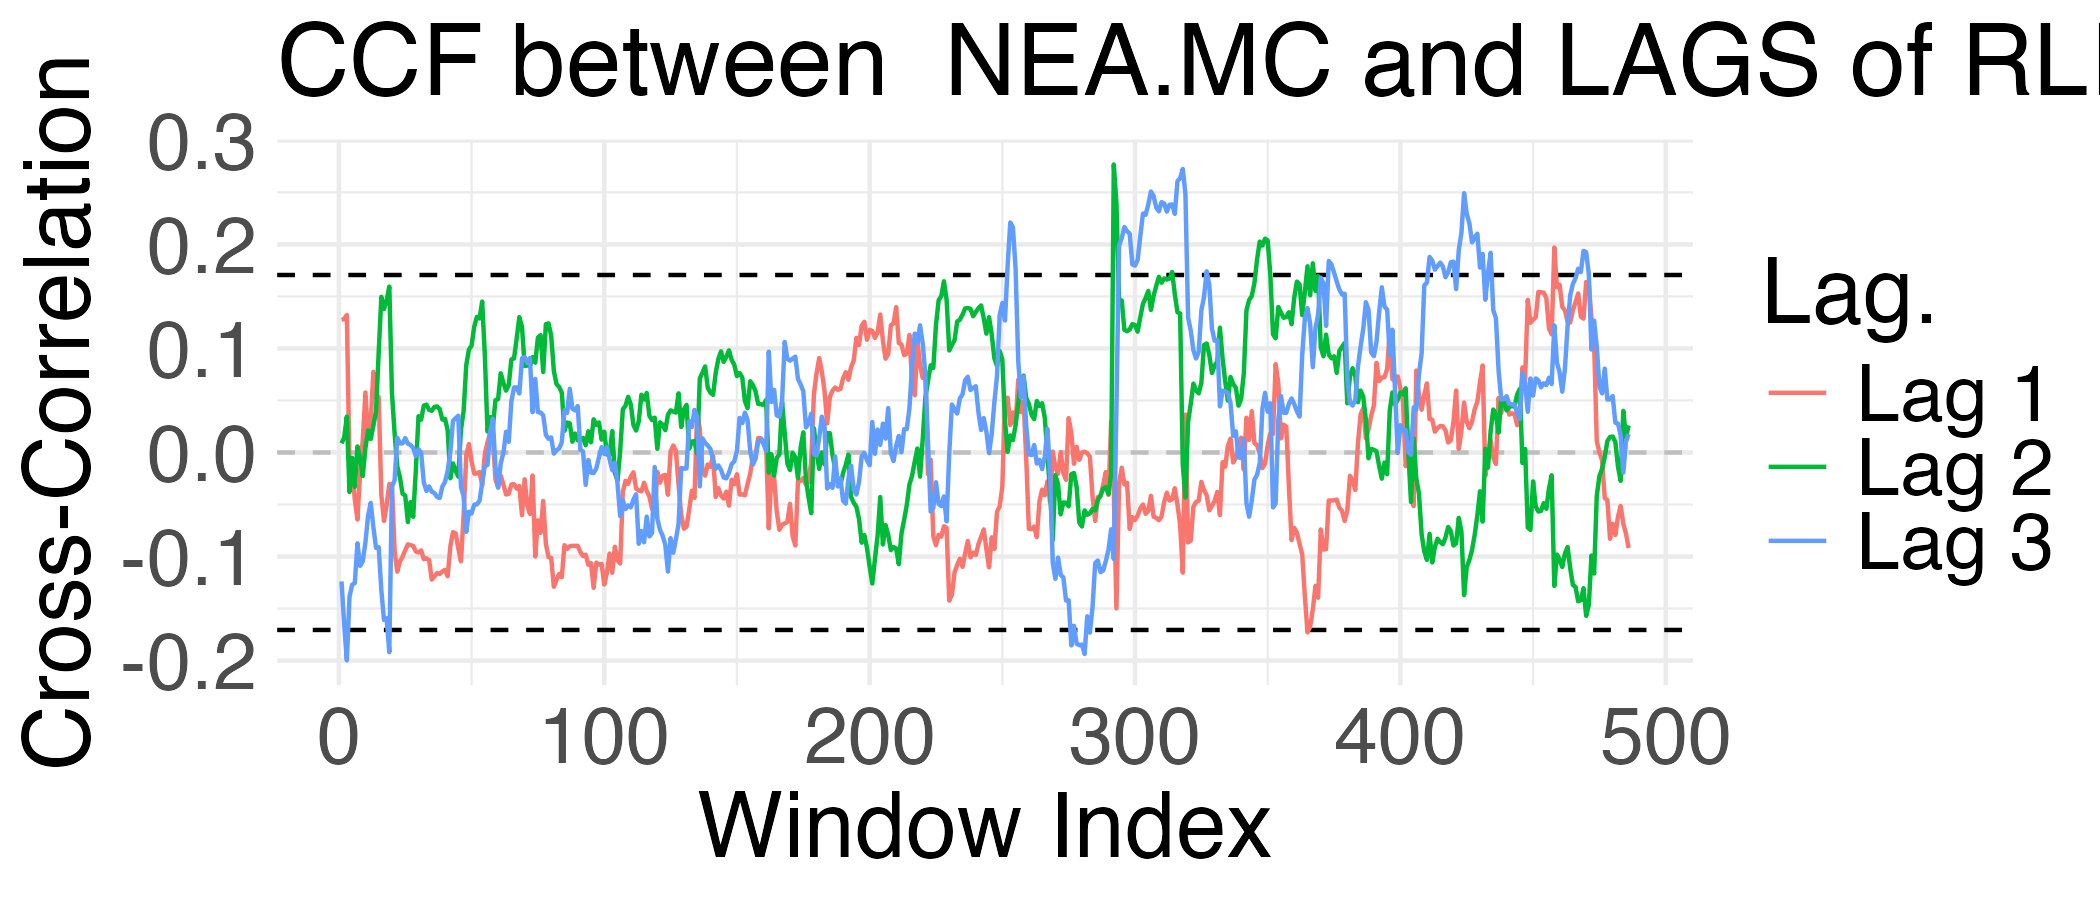 CCF between  NEA.MC and LAGS of RL
Cross-Correlation
0.3
0.2
0.1
0.0
-0.1
-0.2
0
100
200
300
400
500
Window Index
Lag.
Lag 1
Lag 2
Lag 3